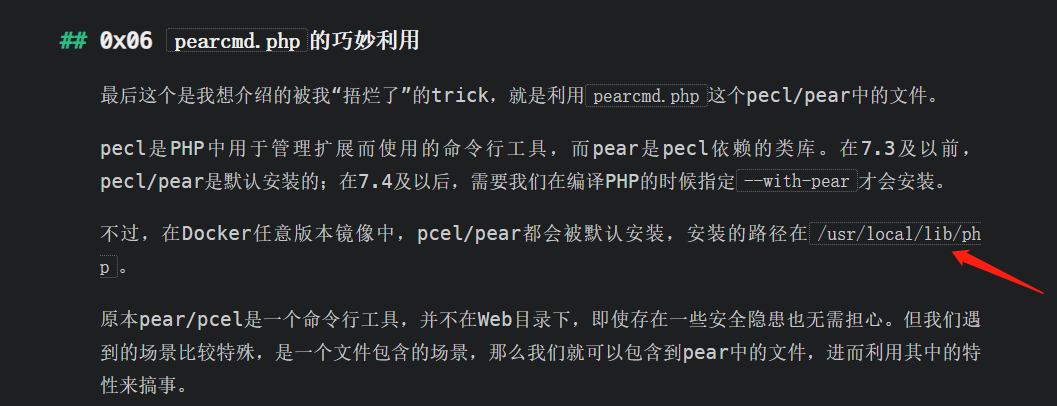 ## 0x06 pearcmd.php的巧妙利用
最后这个是我想介绍的被我“捂烂了”的trick，就是利用pearcmd.php这个pecl/pear中的文件。
pecl是PHP中用于管理扩展而使用的命令行工具，而pear是pecl依赖的类库。在7.3及以前，
pecl/pear是默认安装的；在7.4及以后，需要我们在编译PHP的时候指定--with-pear才会安装。
不过，在Docker任意版本镜像中，pcel/pear都会被默认安装，安装的路径在/usr/local/lib/ph
p。
原本pear/pcel是一个命令行工具，并不在Web目录下，即使存在一些安全隐患也无需担心。但我们遇
到的场景比较特殊，是一个文件包含的场景，那么我们就可以包含到pear中的文件，进而利用其中的特
性来搞事。